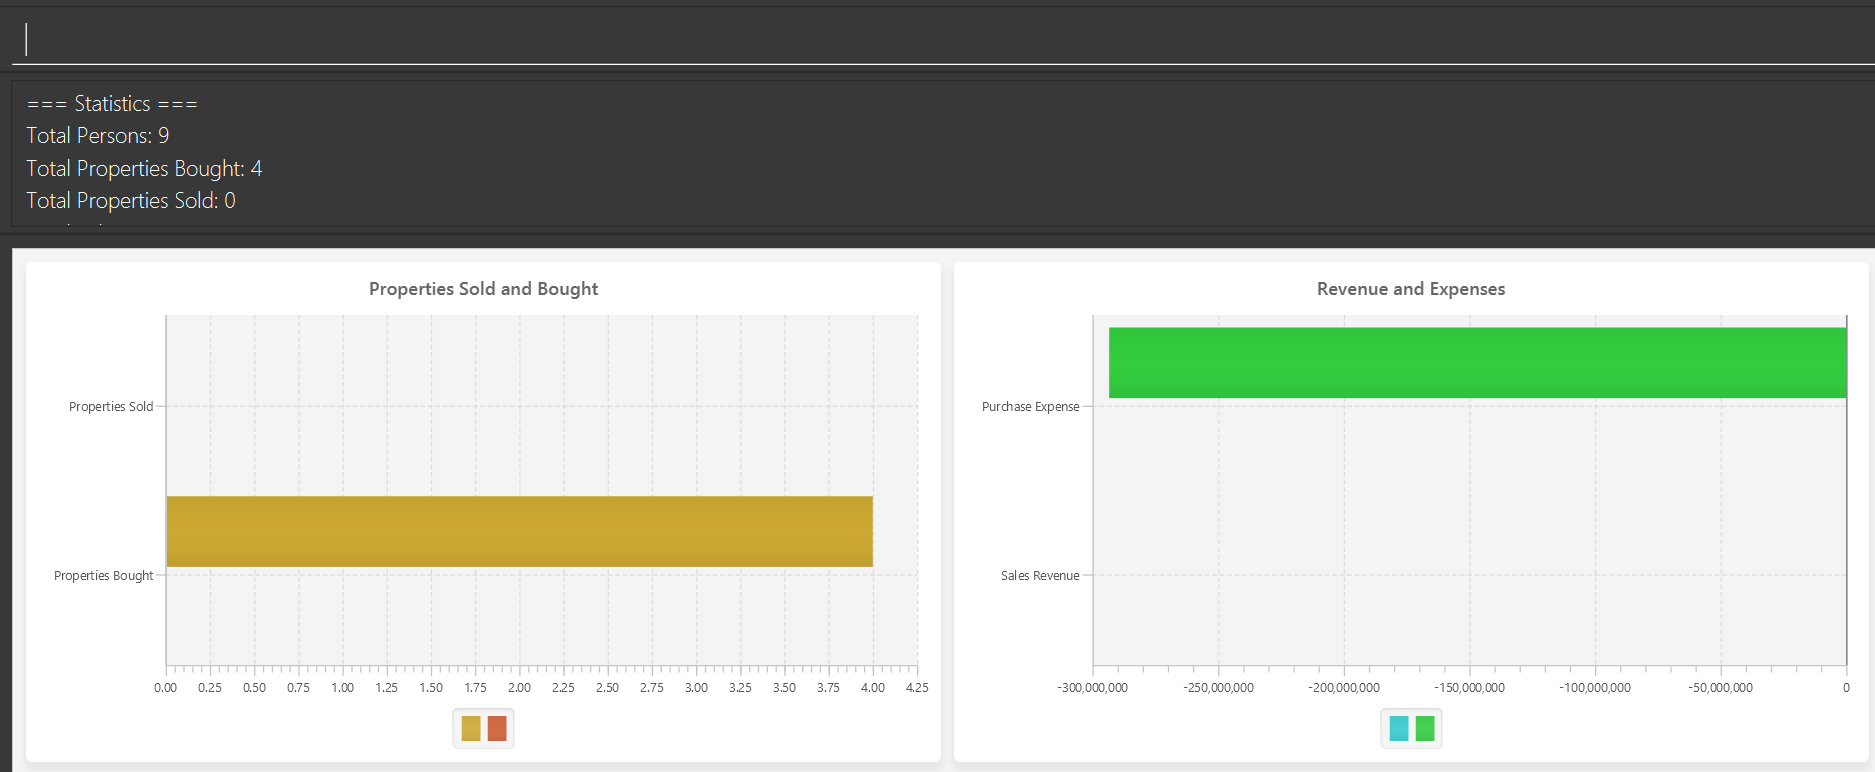 === Statistics ===
Total Persons: 9
Total Properties Bought: 4
Total Properties Sold: 0
Properties Sold and Bought
Properties Sold
Properties Bought
0.00 0.25 0.50 0.75 1.00 1.25 1.50 1.75 2.00 2.25 2.50 2.75 3.00 3.25 3.50 3.75 4.00 4.25
Revenue and Expenses
Purchase Expense
Sales Revenue
-300,000,000 -250,000,000 -200,000,000 -150,000,000 -100,000,000 -50,000,000 0